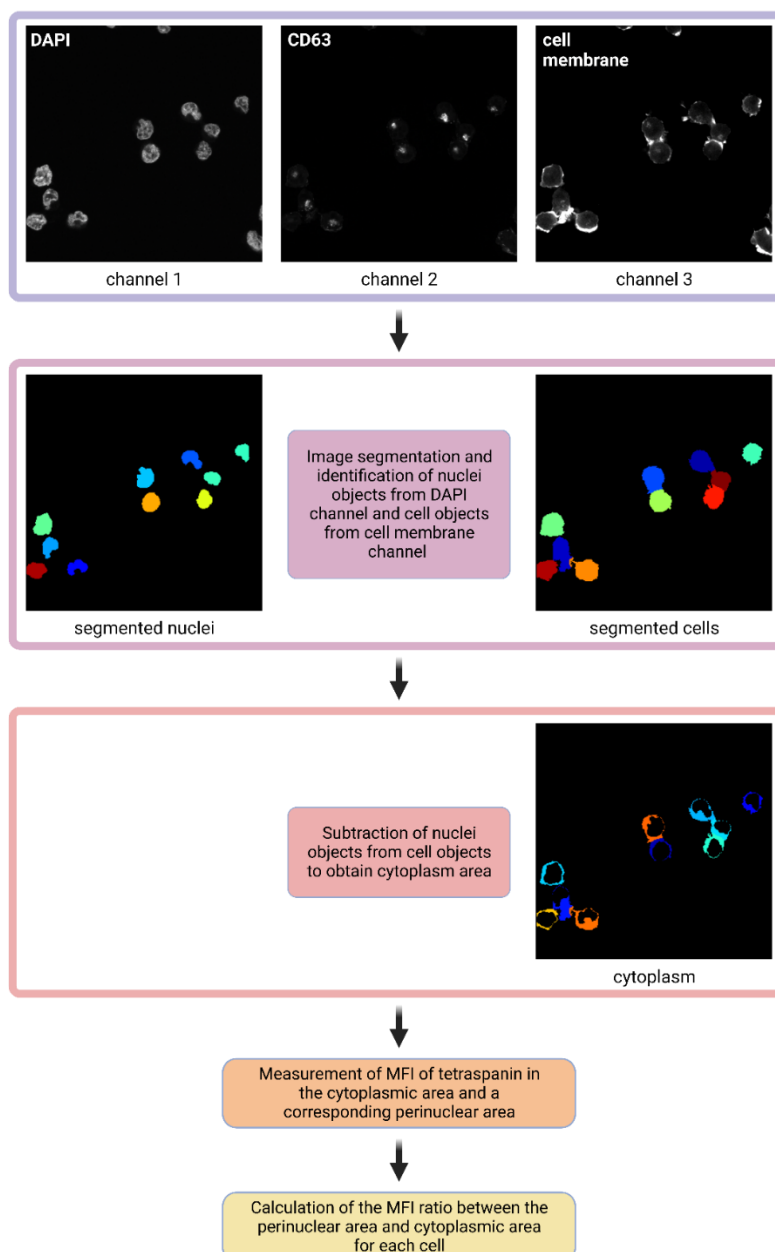 DAPI
CD63
cell
membrane
channel 1
channel 2
channel 3
Image segmentation and
identification of nuclei
objects from DAPI
channel and cell objects
from cell membrane
channel
segmented nuclei
segmented cells
Subtraction of nuclei
objects from cell objects
to obtain cytoplasm area
cytoplasm
Measurement of MFI of tetraspanin in
the cytoplasmic area and a
corresponding perinuclear area
Calculation of the MFI ratio between the
perinuclear area and cytoplasmic area
for each cell